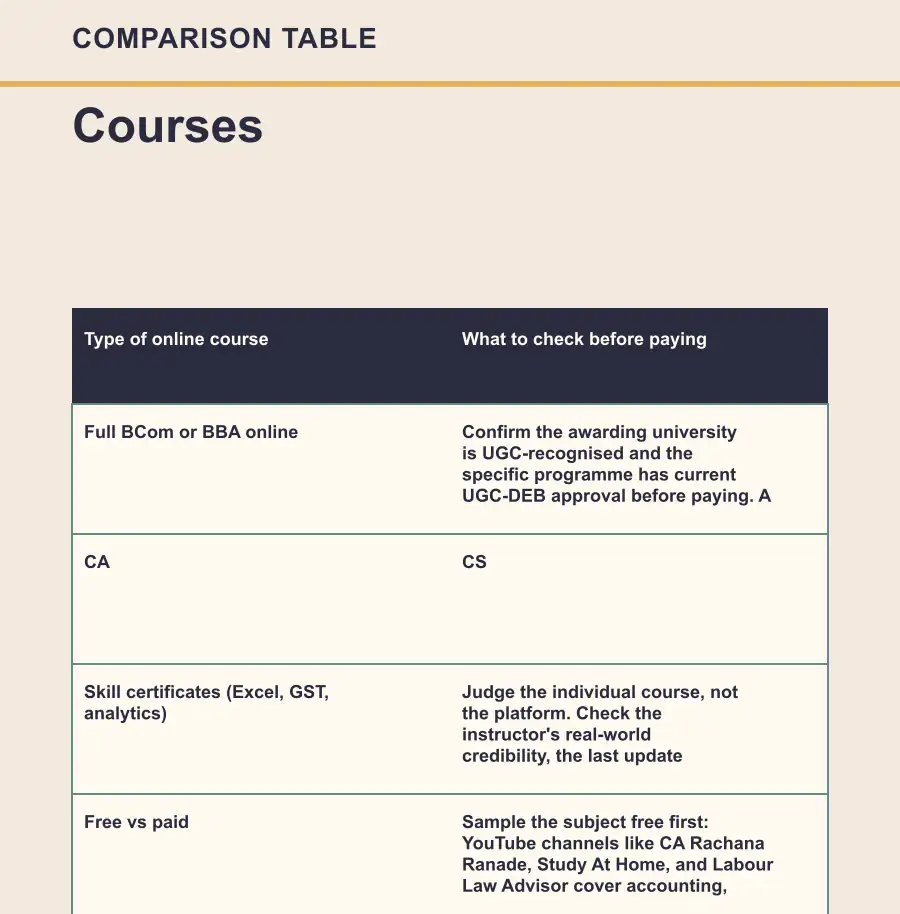 COMPARISON TABLE
Courses
Type of online course
What to check before paying
Full BCom or BBA online
Confirm the awarding university
is UGC-recognised and the
specific programme has current
UGC-DEB approval before paying. A
CA
CS
Skill certificates (Excel, GST,
analytics)
Judge the individual course, not
the platform. Check the
instructor's real-world
credibility, the last update
Free vs paid
Sample the subject free first:
YouTube channels like CA Rachana
Ranade, Study At Home, and Labour
Law Advisor cover accounting,